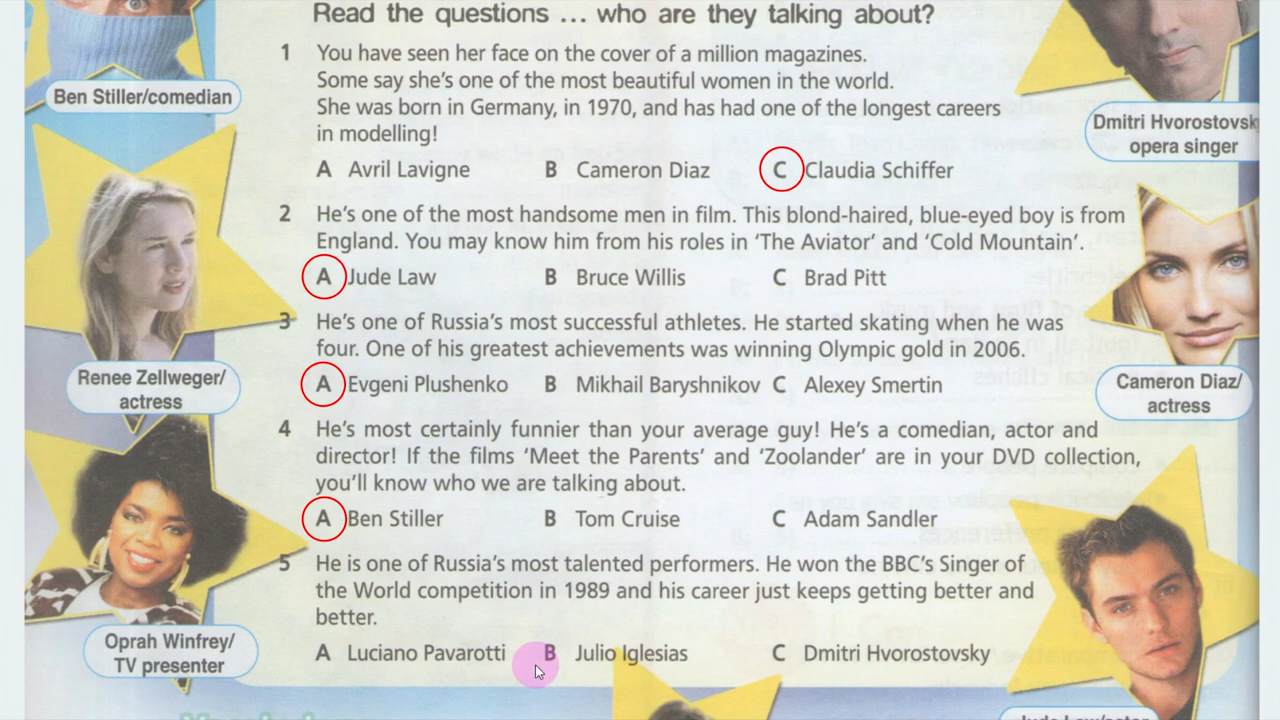 Read the questions ... who are they talking about?
1 You have seen her face on the cover of a million magazines.
Some say she's one of the most beautiful women in the world.
She was born in Germany, in 1970, and has had one of the longest careers
in modelling!
A Avril Lavigne B Cameron Diaz C Claudia Schiffer
2 He's one of the most handsome men in film. This blond-haired, blue-eyed boy is from
England. You may know him from his roles in 'The Aviator' and 'Cold Mountain'.
A Jude Law B Bruce Willis C Brad Pitt
3 He's one of Russia's most successful athletes. He started skating when he was
four. One of his greatest achievements was winning Olympic gold in 2006.
A Evgeni Plushenko B Mikhail Baryshnikov C Alexey Smertin
4 He's most certainly funnier than your average guy! He's a comedian, actor and
director! If the films 'Meet the Parents' and 'Zoolander' are in your DVD collection,
you'll know who we are talking about.
A Ben Stiller B Tom Cruise C Adam Sandler
5 He is one of Russia's most talented performers. He won the BBC's Singer of
the World competition in 1989 and his career just keeps getting better and
better.
A Luciano Pavarotti B Julio Iglesias C Dmitri Hvorostovsky
Ben Stiller/comedian
Renee Zellweger/
actress
Oprah Winfrey/
TV presenter
Dmitri Hvorostovsk
opera singer
Cameron Diaz/
actress